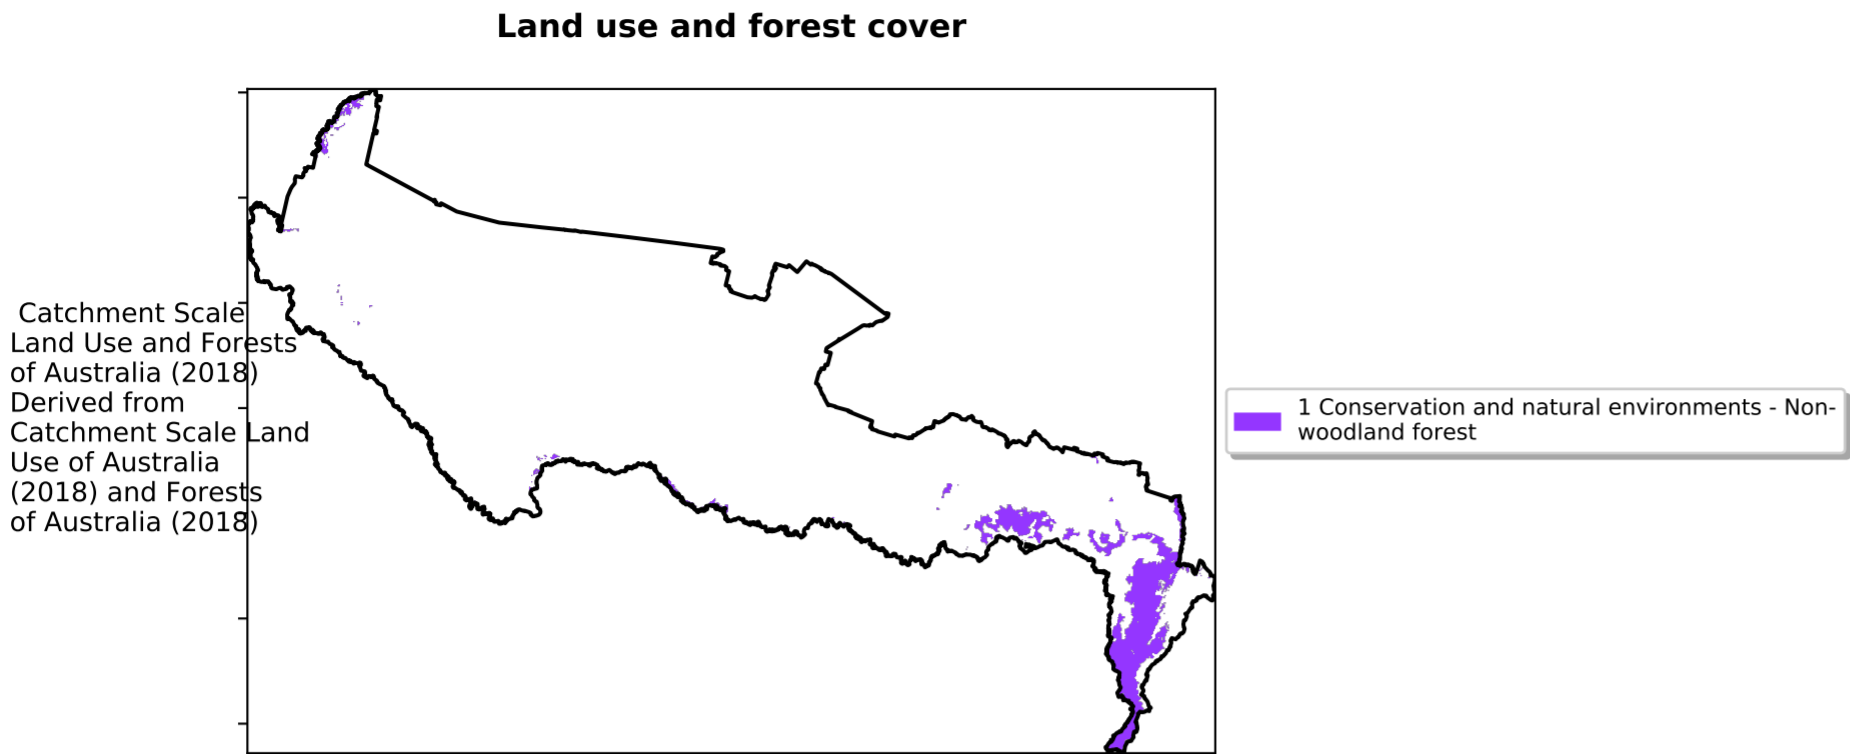 Land use and forest cover
Catchment Scale
Land Use and Forests
of Australia (2018)
Derived from
Catchment Scale Land
Use of Australia
(2018) and Forests
of Australia (2018)
1 Conservation and natural environments - Non-
woodland forest